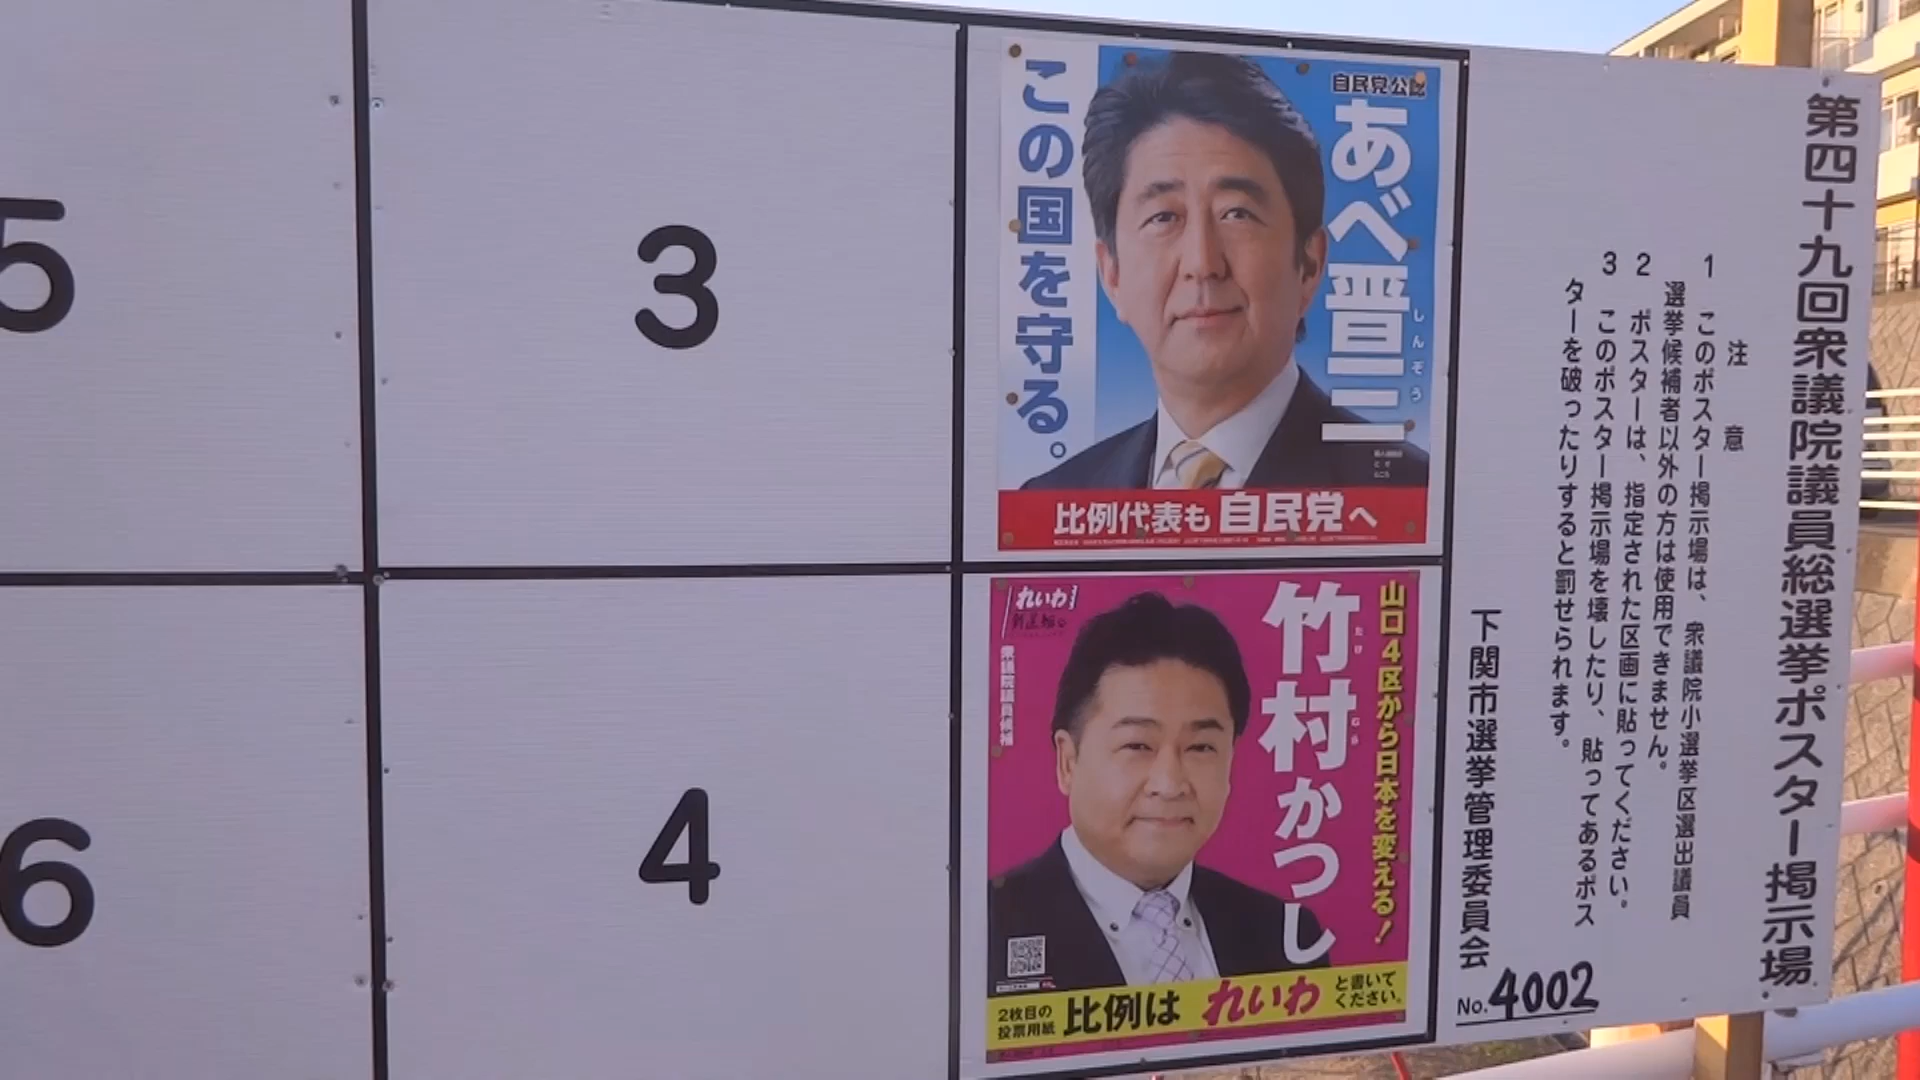 第四十九回衆議院議員総選挙ポスター掲示場
注意
1 このポスター掲示場は、衆議院小選挙区選出議員
選挙候補者以外の方は使用できません。
2 ポスターは、指定された区画に貼ってください。
3 このポスター掲示場を壊したり、貼ってあるポス
ターを破ったりすると罰せられます。
下関市選挙管理委員会
No.4002
自民党公認
あべ晋三
しんぞう
この国を守る。
比例代表も自民党へ
山口4区から日本を変える！
竹村かつし
たけ
むら
れいわ
新選組
衆議院議員候補
2枚目の
投票用紙
比例は
れいわ
と書いて
ください。
3
4
5
6